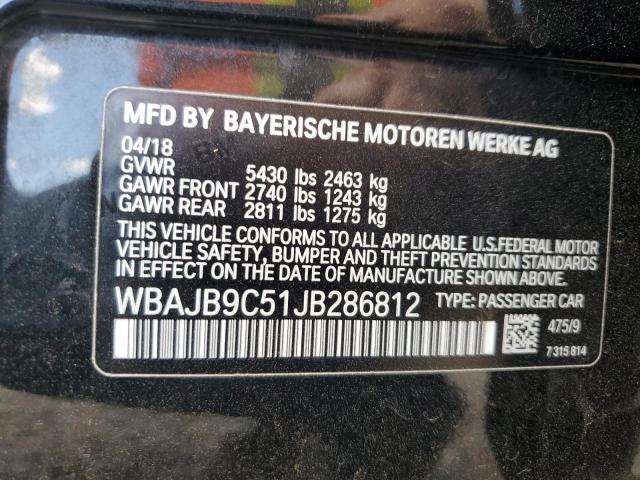 MFD BY BAYERISCHE MOTOREN WERKE AG
04/18
GVWR 5430 lbs 2463 kg
GAWR FRONT 2740 lbs 1243 kg
GAWR REAR 2811 lbs 1275 kg
THIS VEHICLE CONFORMS TO ALL APPLICABLE U.S.FEDERAL MOTOR
VEHICLE SAFETY, BUMPER AND THEFT PREVENTION STANDARDS
IN EFFECT ON THE DATE OF MANUFACTURE SHOWN ABOVE.
WBAJB9C51JB286812 TYPE: PASSENGER CAR
475/9
7 315 814